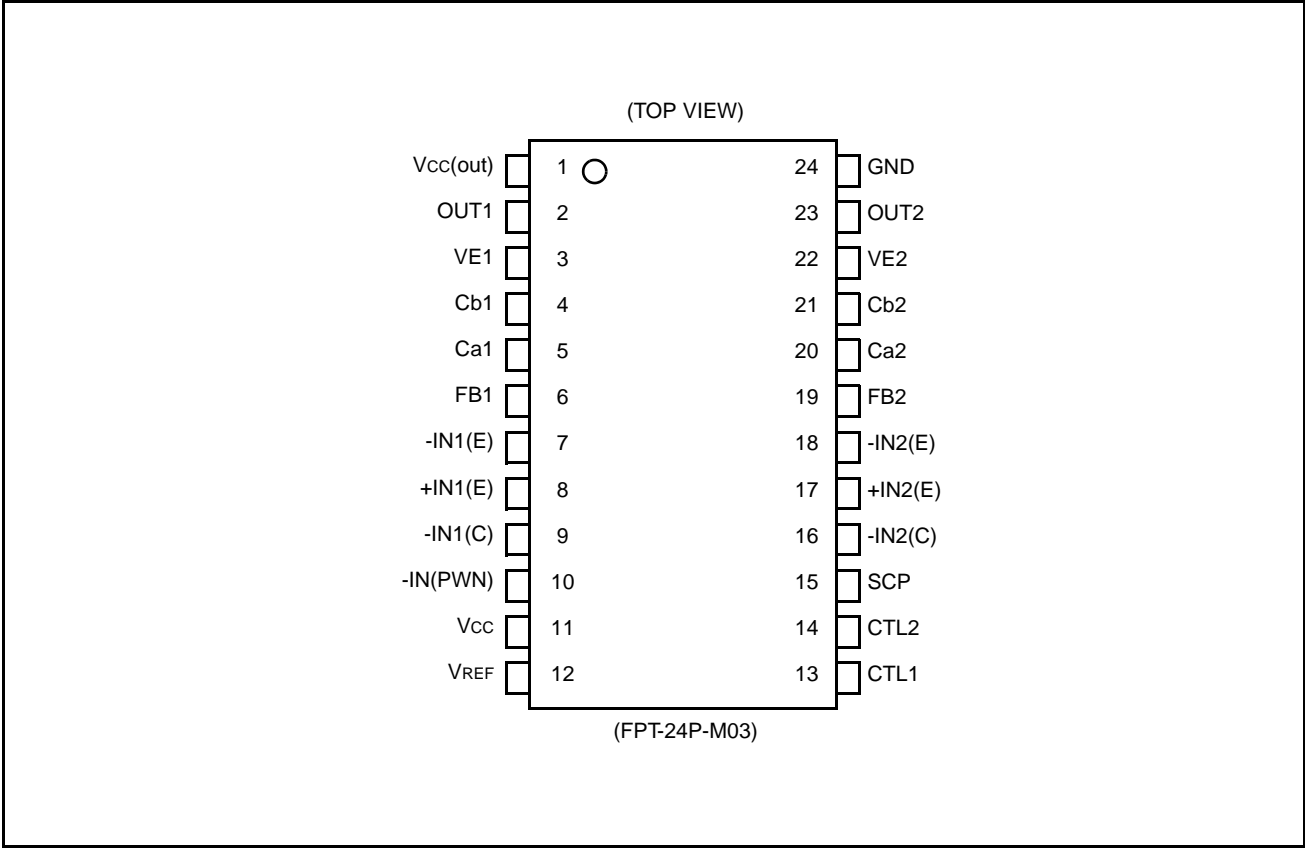 (TOP VIEW)
Vcc(out) 1 24 GND
OUT1 2 23 OUT2
VE1 3 22 VE2
Cb1 4 21 Cb2
Ca1 5 20 Ca2
FB1 6 19 FB2
-IN1(E) 7 18 -IN2(E)
+IN1(E) 8 17 +IN2(E)
-IN1(C) 9 16 -IN2(C)
-IN(PWN) 10 15 SCP
Vcc 11 14 CTL2
VREF 12 13 CTL1
(FPT-24P-M03)